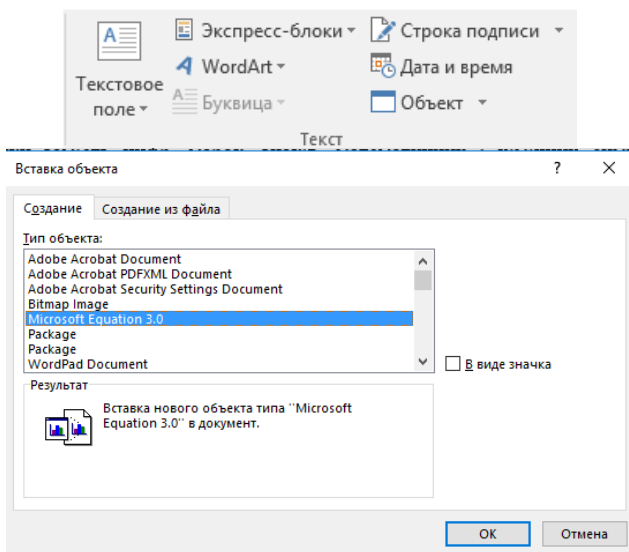 Текстовое поле
Экспресс-блоки
WordArt
Буквица
Строка подписи
Дата и время
Объект
Текст
Вставка объекта
? X
Создание
Создание из файла
Тип объекта:
Adobe Acrobat Document
Adobe Acrobat PDFXML Document
Adobe Acrobat Security Settings Document
Bitmap Image
Microsoft Equation 3.0
Package
Package
WordPad Document
В виде значка
Результат
Вставка нового объекта типа "Microsoft
Equation 3.0" в документ.
ОК
Отмена